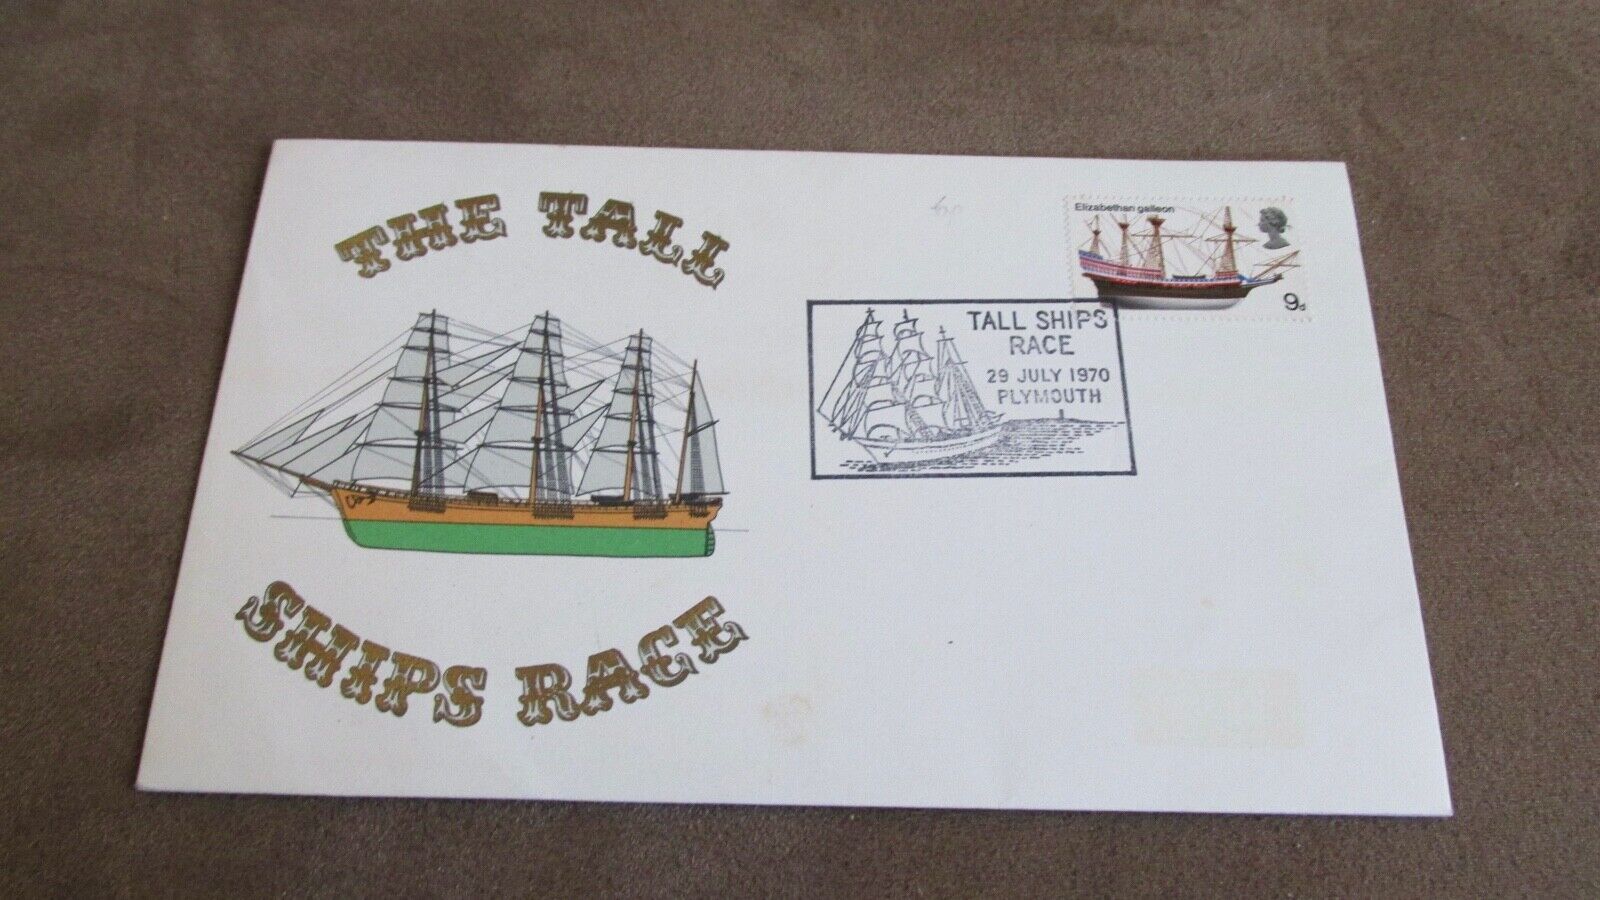 THE TALL
SHIPS RACE
Elizabethan galleon
9d
TALL SHIPS
RACE
29 JULY 1970
PLYMOUTH